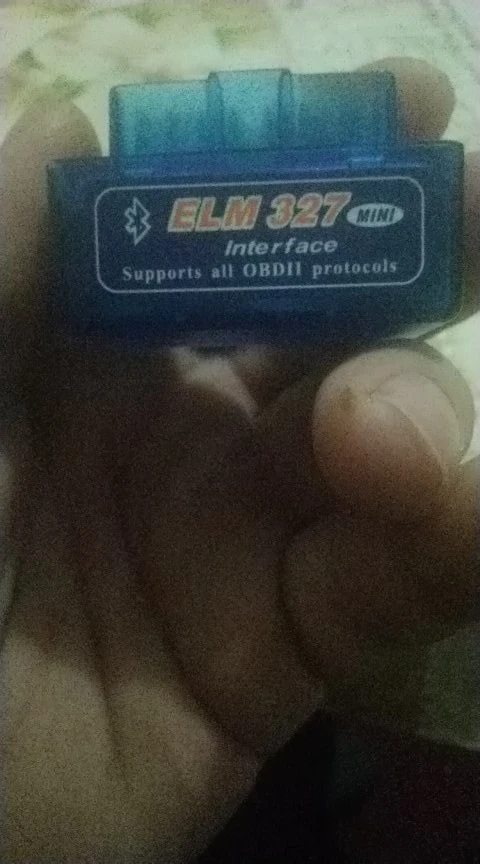 ELM 327 MINI
Interface
Supports all OBDII protocols